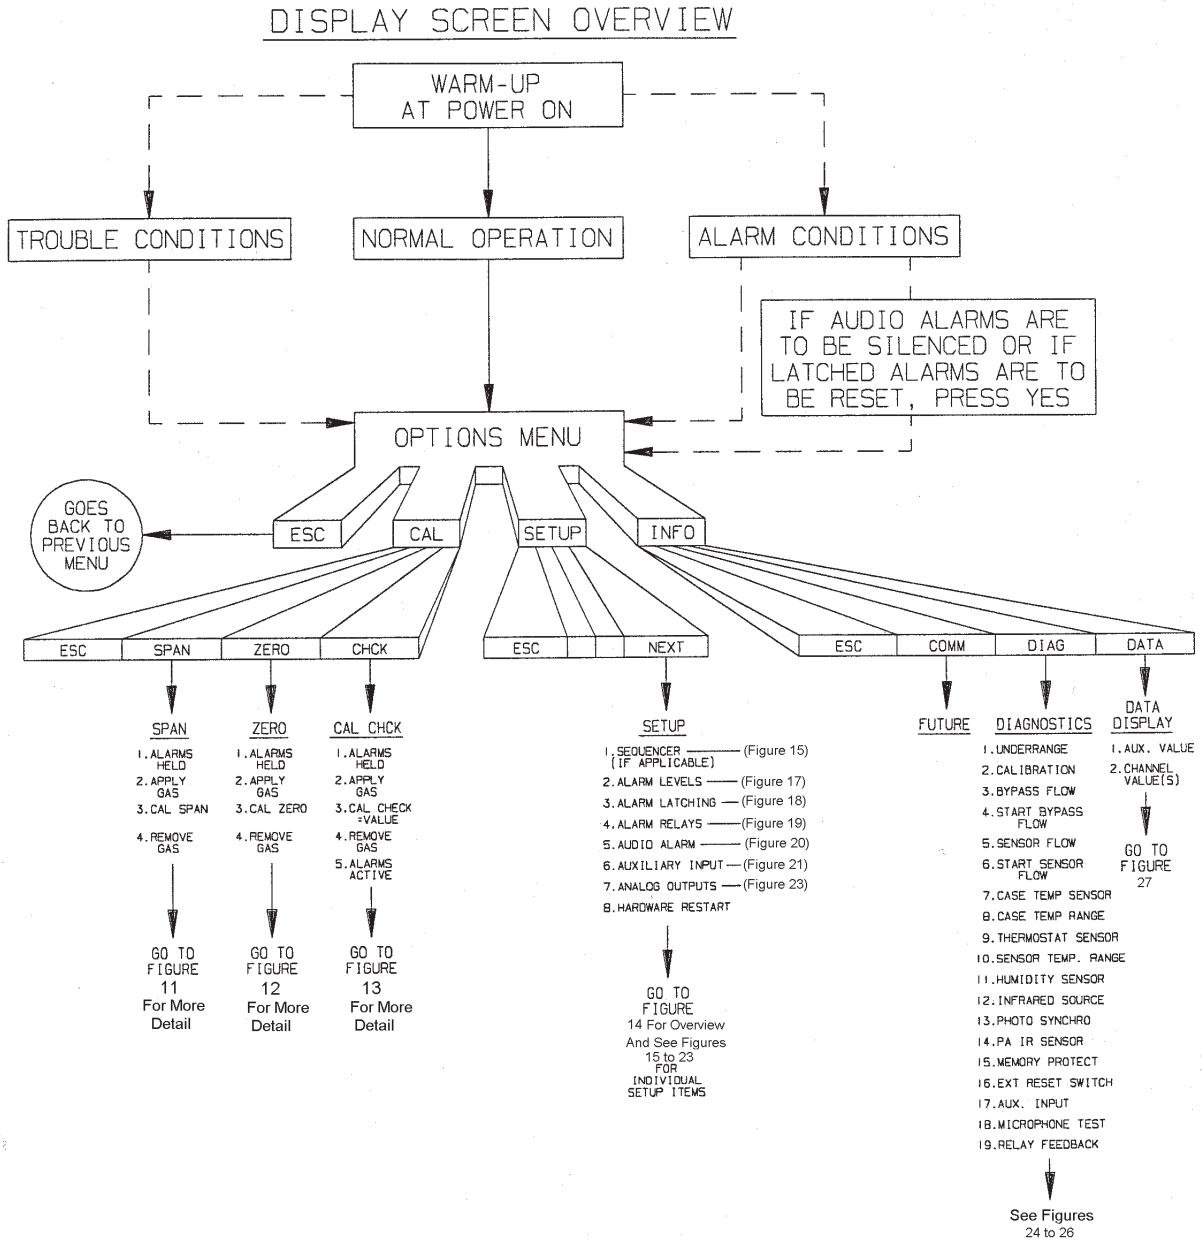 DISPLAY SCREEN OVERVIEW
WARM-UP
AT POWER ON
TROUBLE CONDITIONS
NORMAL OPERATION
ALARM CONDITIONS
IF AUDIO ALARMS ARE
TO BE SILENCED OR IF
LATCHED ALARMS ARE TO
BE RESET, PRESS YES
OPTIONS MENU
GOES
BACK TO
PREVIOUS
MENU
ESC
CAL
SETUP
INFO
ESC
SPAN
ZERO
CHCK
ESC
NEXT
ESC
COMM
DIAG
DATA
SPAN
1.ALARMS
HELD
2.APPLY
GAS
3.CAL SPAN
4.REMOVE
GAS
GO TO
FIGURE
11
For More
Detail
ZERO
1.ALARMS
HELD
2.APPLY
GAS
3.CAL ZERO
4.REMOVE
GAS
GO TO
FIGURE
12
For More
Detail
CAL CHCK
1.ALARMS
HELD
2.APPLY
GAS
3.CAL CHECK
=VALUE
4.REMOVE
GAS
5.ALARMS
ACTIVE
GO TO
FIGURE
13
For More
Detail
SETUP
1.SEQUENCER (Figure 15)
(IF APPLICABLE)
2.ALARM LEVELS (Figure 17)
3.ALARM LATCHING (Figure 18)
4.ALARM RELAYS (Figure 19)
5.AUDIO ALARM (Figure 20)
6.AUXILIARY INPUT (Figure 21)
7.ANALOG OUTPUTS (Figure 23)
8.HARDWARE RESTART
GO TO
FIGURE
14 For Overview
And See Figures
15 to 23
FOR
INDIVIDUAL
SETUP ITEMS
FUTURE
DIAGNOSTICS
1.UNDERRANGE
2.CALIBRATION
3.BYPASS FLOW
4.START BYPASS
FLOW
5.SENSOR FLOW
6.START SENSOR
FLOW
7.CASE TEMP SENSOR
8.CASE TEMP RANGE
9.THERMOSTAT SENSOR
10.SENSOR TEMP. RANGE
11.HUMIDITY SENSOR
12.INFRARED SOURCE
13.PHOTO SYNCHRO
14.PA IR SENSOR
15.MEMORY PROTECT
16.EXT RESET SWITCH
17.AUX. INPUT
18.MICROPHONE TEST
19.RELAY FEEDBACK
See Figures
24 to 26
DATA
DISPLAY
1.AUX. VALUE
2.CHANNEL
VALUE(S)
GO TO
FIGURE
27